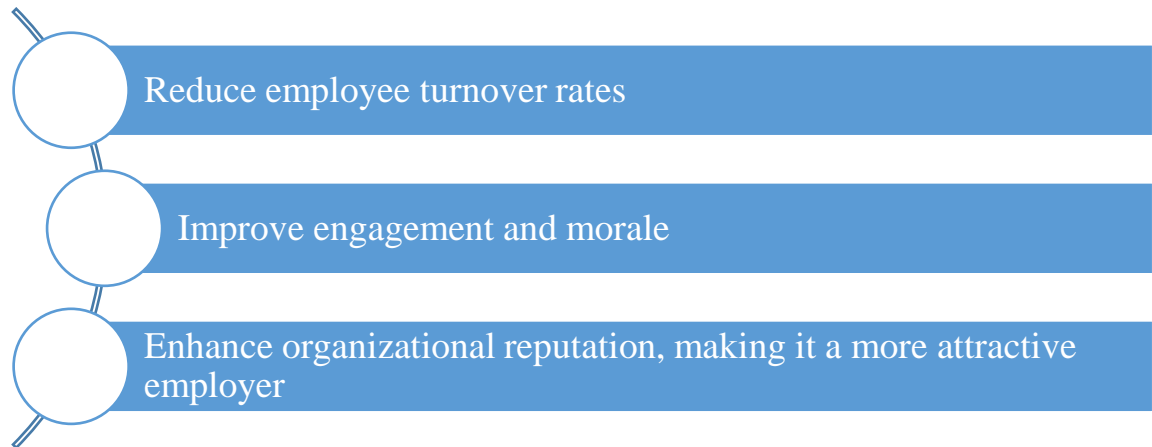 Reduce employee turnover rates
Improve engagement and morale
Enhance organizational reputation, making it a more attractive
employer